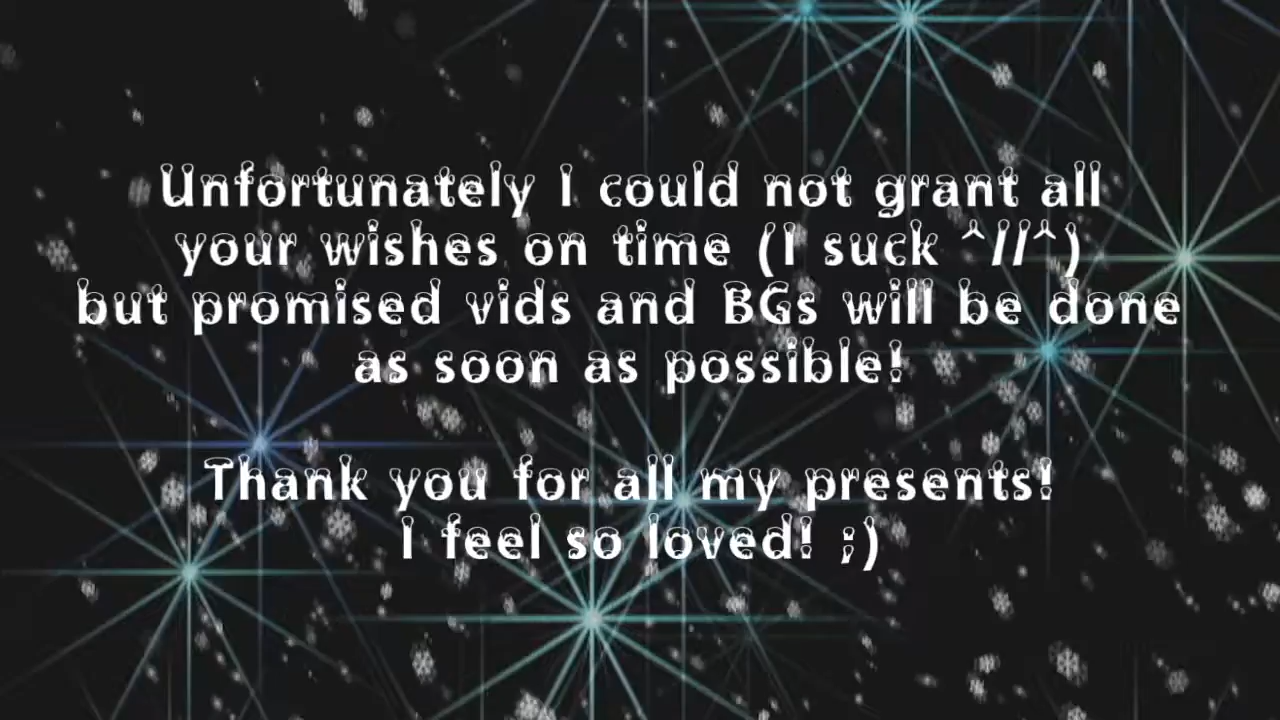 Unfortunately I could not grant all
your wishes on time (I suck ^//^)
but promised vids and BGs will be done
as soon as possible!
Thank you for all my presents!
I feel so loved! ;)